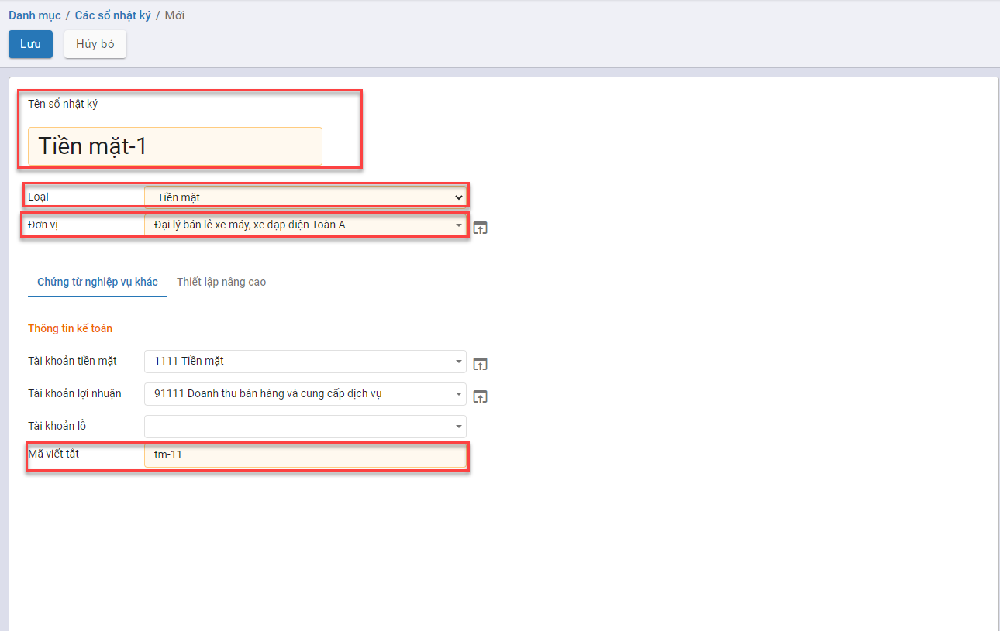 Danh mục / Các sổ nhật ký / Mới
Lưu Hủy bỏ
Tên sổ nhật ký
Tiền mặt-1
Loại Tiền mặt
Đơn vị Đại lý bán lẻ xe máy, xe đạp điện Toàn A
Chứng từ nghiệp vụ khác Thiết lập nâng cao
Thông tin kế toán
Tài khoản tiền mặt 1111 Tiền mặt
Tài khoản lợi nhuận 91111 Doanh thu bán hàng và cung cấp dịch vụ
Tài khoản lỗ
Mã viết tắt tm-11